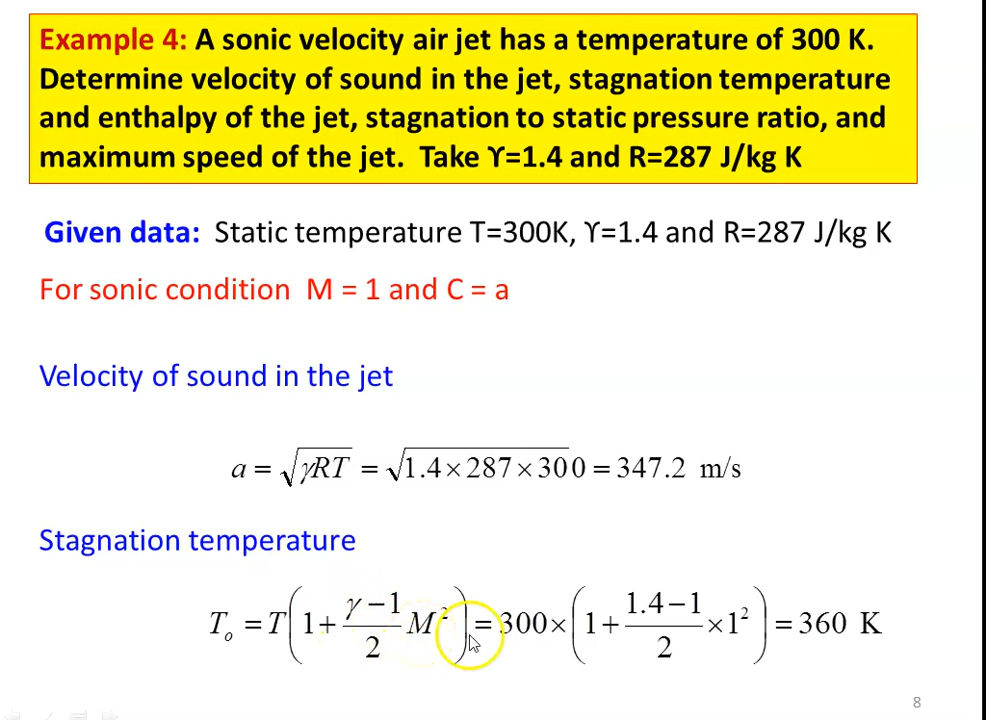 Example 4: A sonic velocity air jet has a temperature of 300 K.
Determine velocity of sound in the jet, stagnation temperature
and enthalpy of the jet, stagnation to static pressure ratio, and
maximum speed of the jet.  Take ϒ=1.4 and R=287 J/kg K
Given data:  Static temperature T=300K, ϒ=1.4 and R=287 J/kg K
For sonic condition  M = 1 and C = a
Velocity of sound in the jet
a = √γRT = √1.4×287×300 = 347.2  m/s
Stagnation temperature
Tₒ = T(1 + (γ−1)/2 M²) = 300×(1 + (1.4−1)/2 ×1²) = 360  K
8